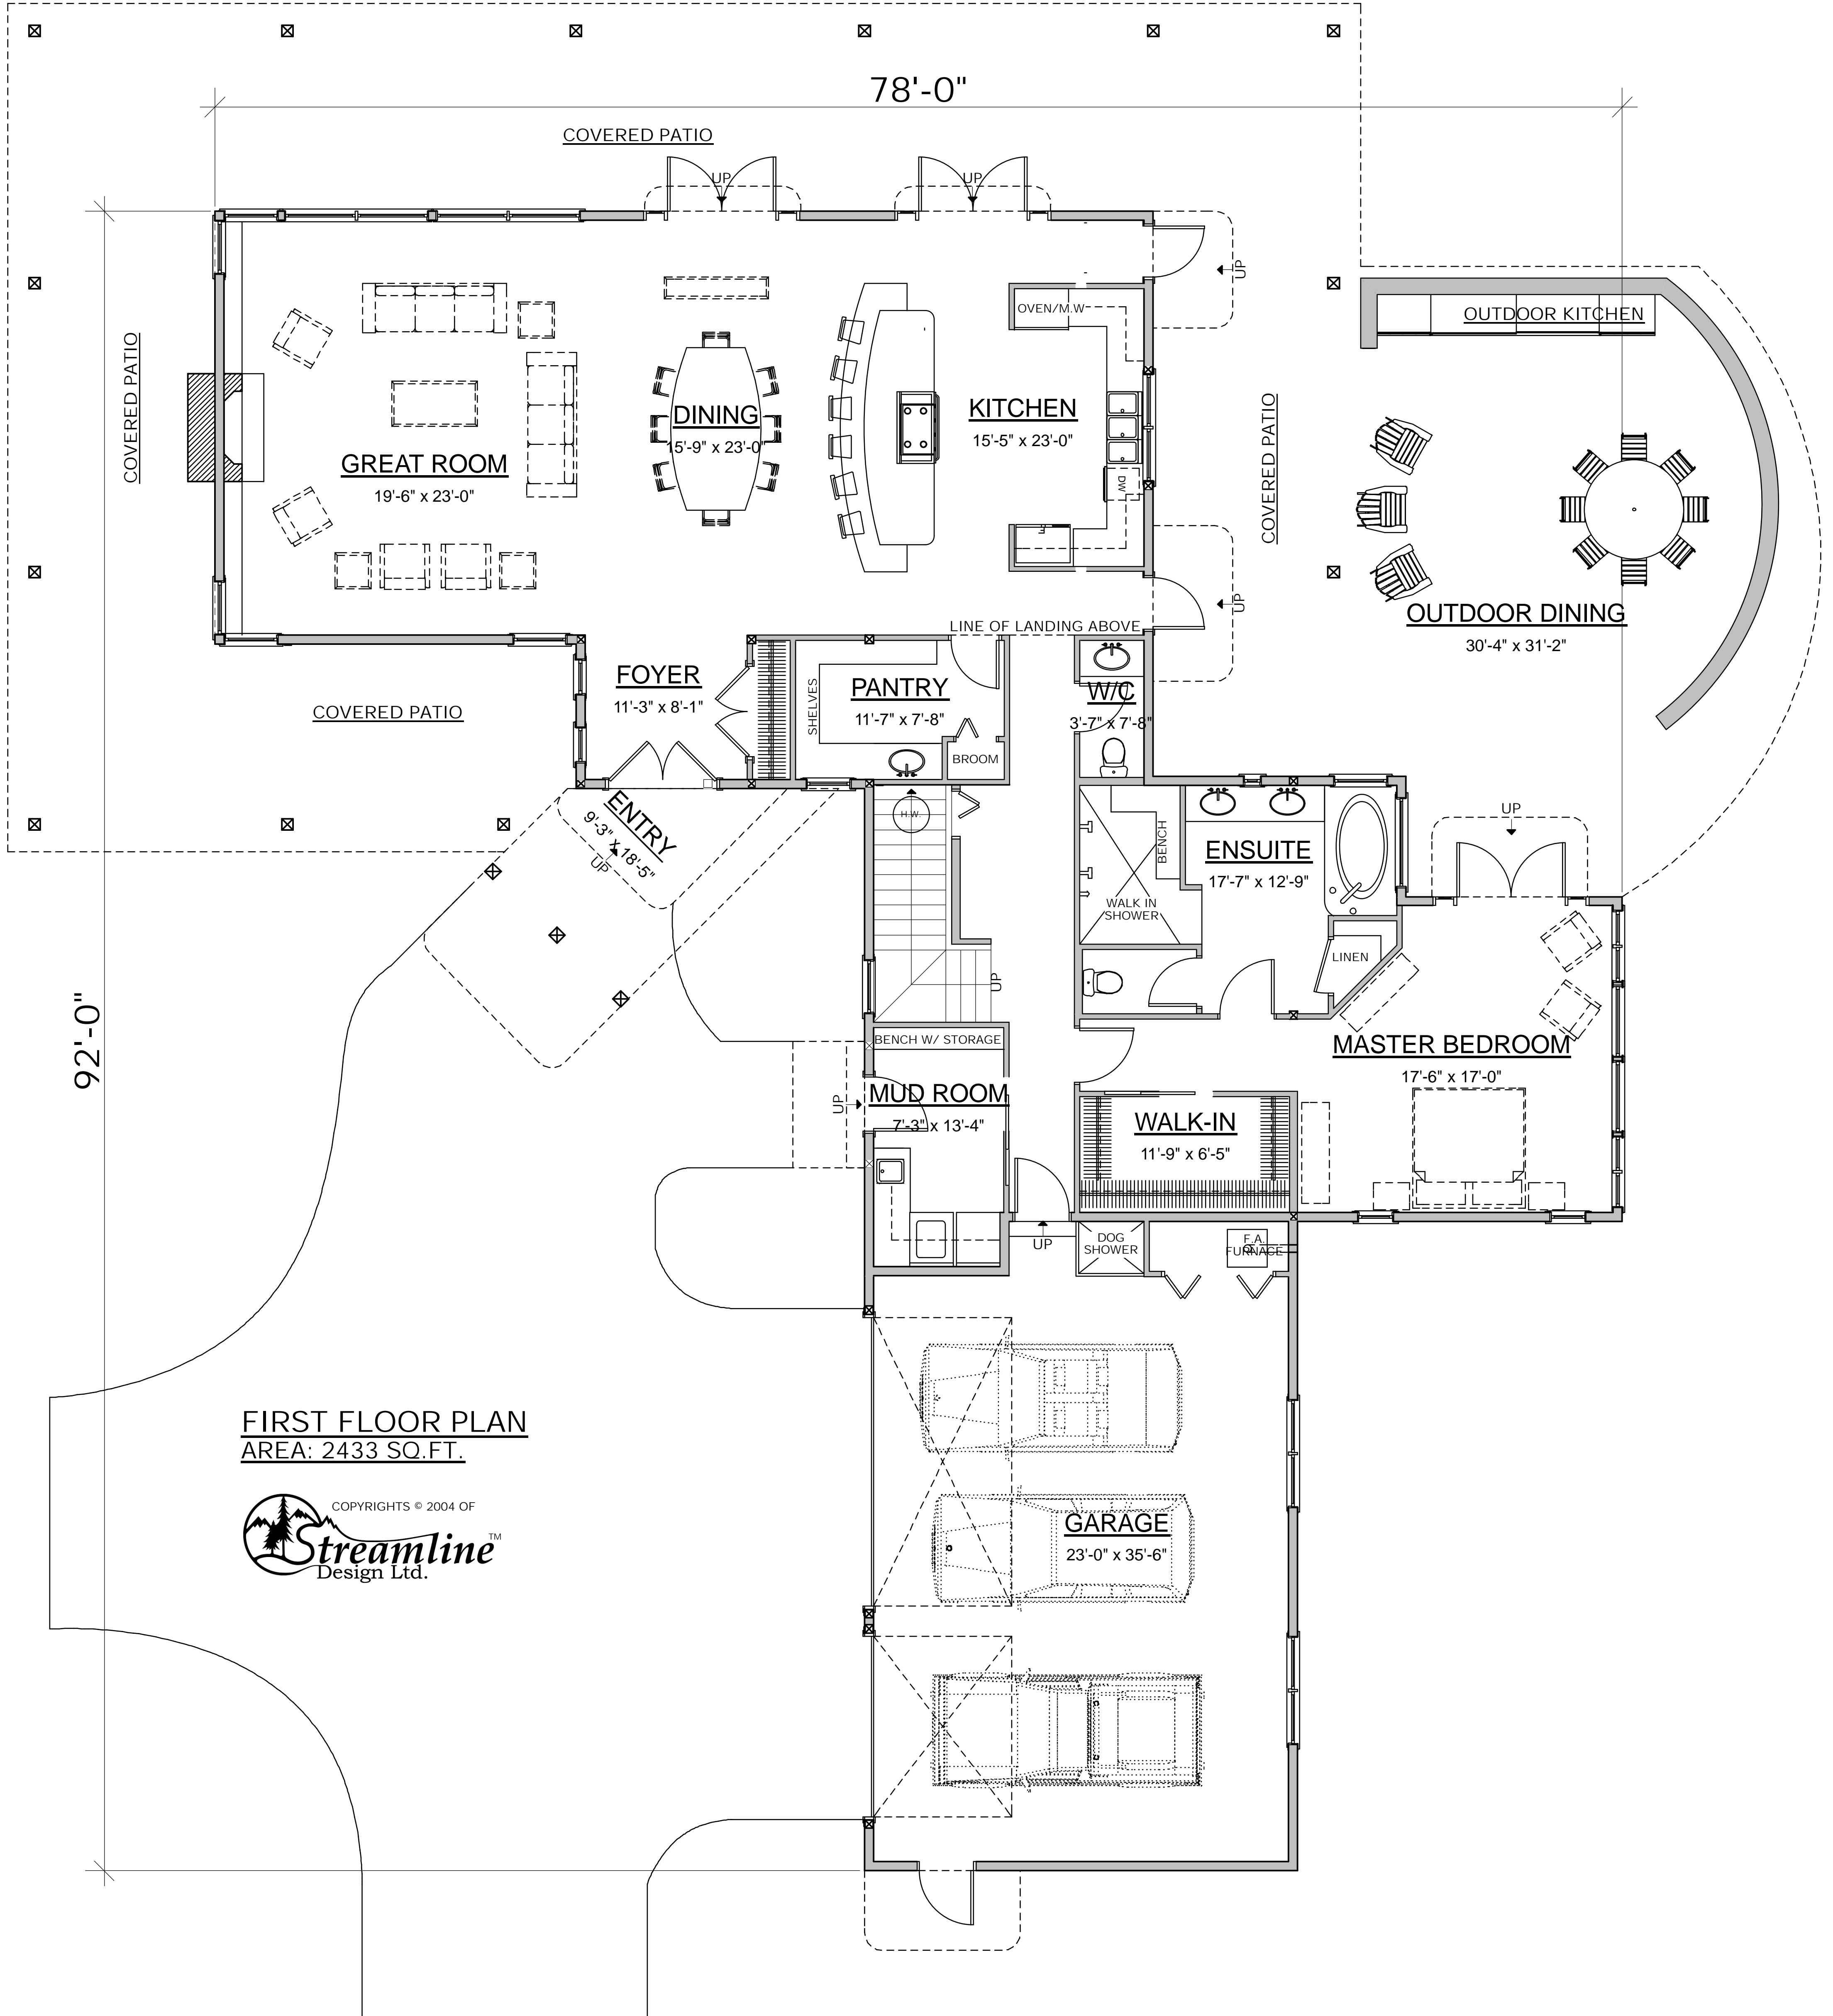 78'-0"
COVERED PATIO
UP
UP
UP
OVEN/M.W
OUTDOOR KITCHEN
COVERED PATIO
DINING
15'-9" x 23'-0"
KITCHEN
15'-5" x 23'-0"
COVERED PATIO
GREAT ROOM
19'-6" x 23'-0"
DW
F
UP
OUTDOOR DINING
30'-4" x 31'-2"
LINE OF LANDING ABOVE
FOYER
11'-3" x 8'-1"
SHELVES
PANTRY
11'-7" x 7'-8"
W/C
3'-7" x 7'-8"
COVERED PATIO
BROOM
ENTRY
9'-3" x 18'-5"
UP
H.W.
BENCH
ENSUITE
17'-7" x 12'-9"
UP
WALK IN
SHOWER
LINEN
UP
92'-0"
BENCH W/ STORAGE
MASTER BEDROOM
17'-6" x 17'-0"
UP
MUD ROOM
7'-3" x 13'-4"
WALK-IN
11'-9" x 6'-5"
UP
DOG
SHOWER
F.A.
FURNACE
FIRST FLOOR PLAN
AREA: 2433 SQ.FT.
COPYRIGHTS © 2004 OF
Streamline™
Design Ltd.
GARAGE
23'-0" x 35'-6"